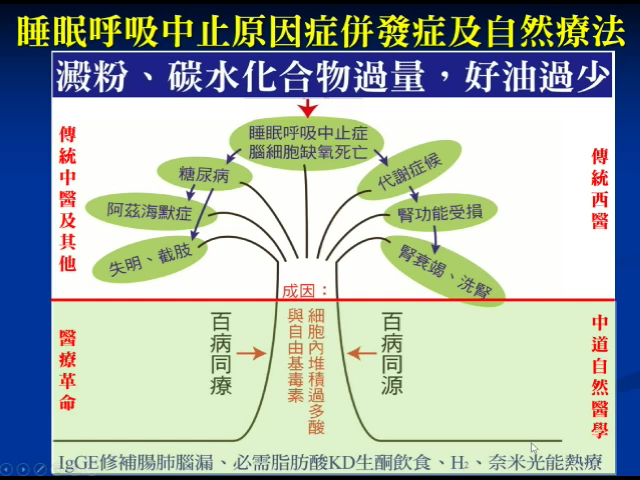 睡眠呼吸中止原因症併發症及自然療法
澱粉、碳水化合物過量，好油過少
睡眠呼吸中止症
腦細胞缺氧死亡
傳統中醫及其他
糖尿病
阿茲海默症
失明、截肢
代謝症候
腎功能受損
腎衰竭、洗腎
傳統西醫
成因：
醫療革命
百病同療
細胞內堆積過多酸
與自由基毒素
百病同源
中道自然醫學
IgGE修補腸肺腦漏、必需脂肪酸KD生酮飲食、H₂、奈米光能熱療